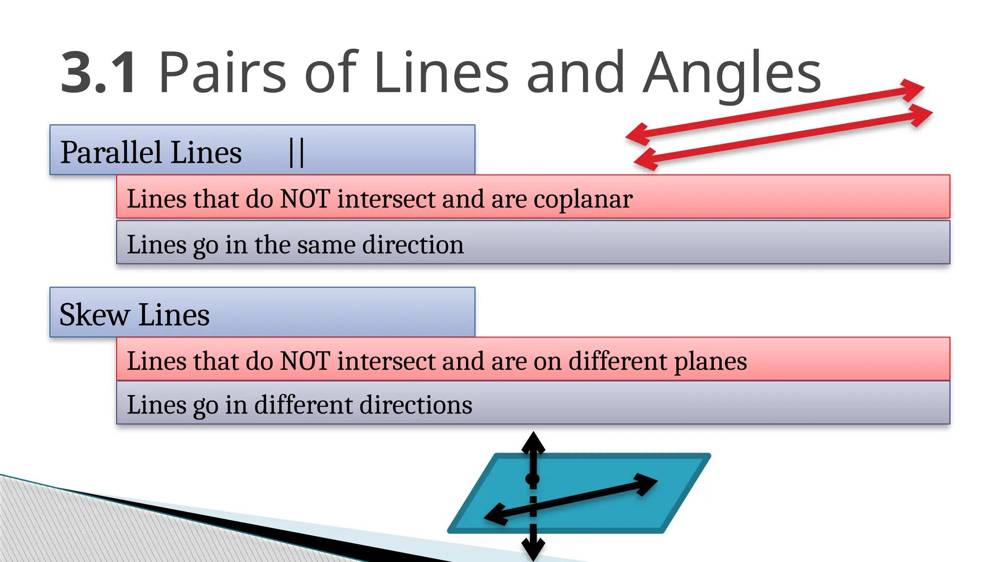 3.1 Pairs of Lines and Angles
Parallel Lines ||
Lines that do NOT intersect and are coplanar
Lines go in the same direction
Skew Lines
Lines that do NOT intersect and are on different planes
Lines go in different directions